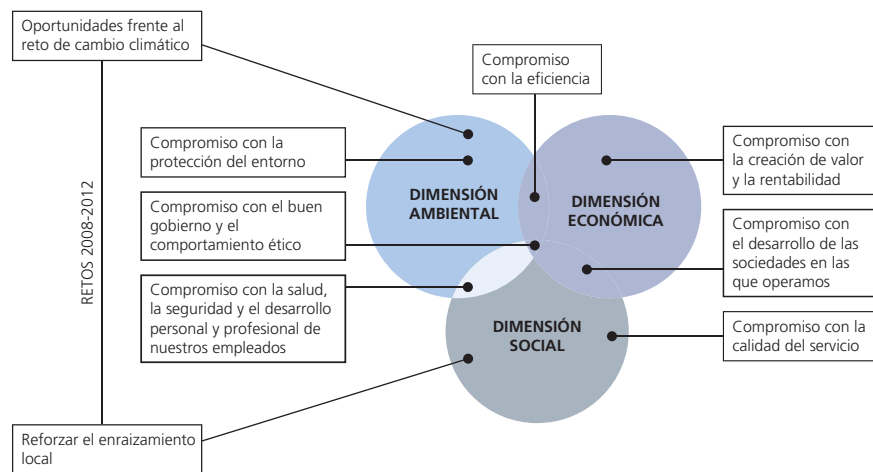 Oportunidades frente al
reto de cambio climático
Compromiso
con la eficiencia
Compromiso con la
protección del entorno
Compromiso con
la creación de valor
y la rentabilidad
DIMENSIÓN
AMBIENTAL
DIMENSIÓN
ECONÓMICA
Compromiso con el buen
gobierno y el
comportamiento ético
Compromiso con
el desarrollo de las
sociedades en las
que operamos
RETOS 2008-2012
Compromiso con la salud,
la seguridad y el desarrollo
personal y profesional de
nuestros empleados
DIMENSIÓN
SOCIAL
Compromiso con la
calidad del servicio
Reforzar el enraizamiento
local